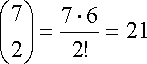 (7 2) = 7·6 / 2! = 21